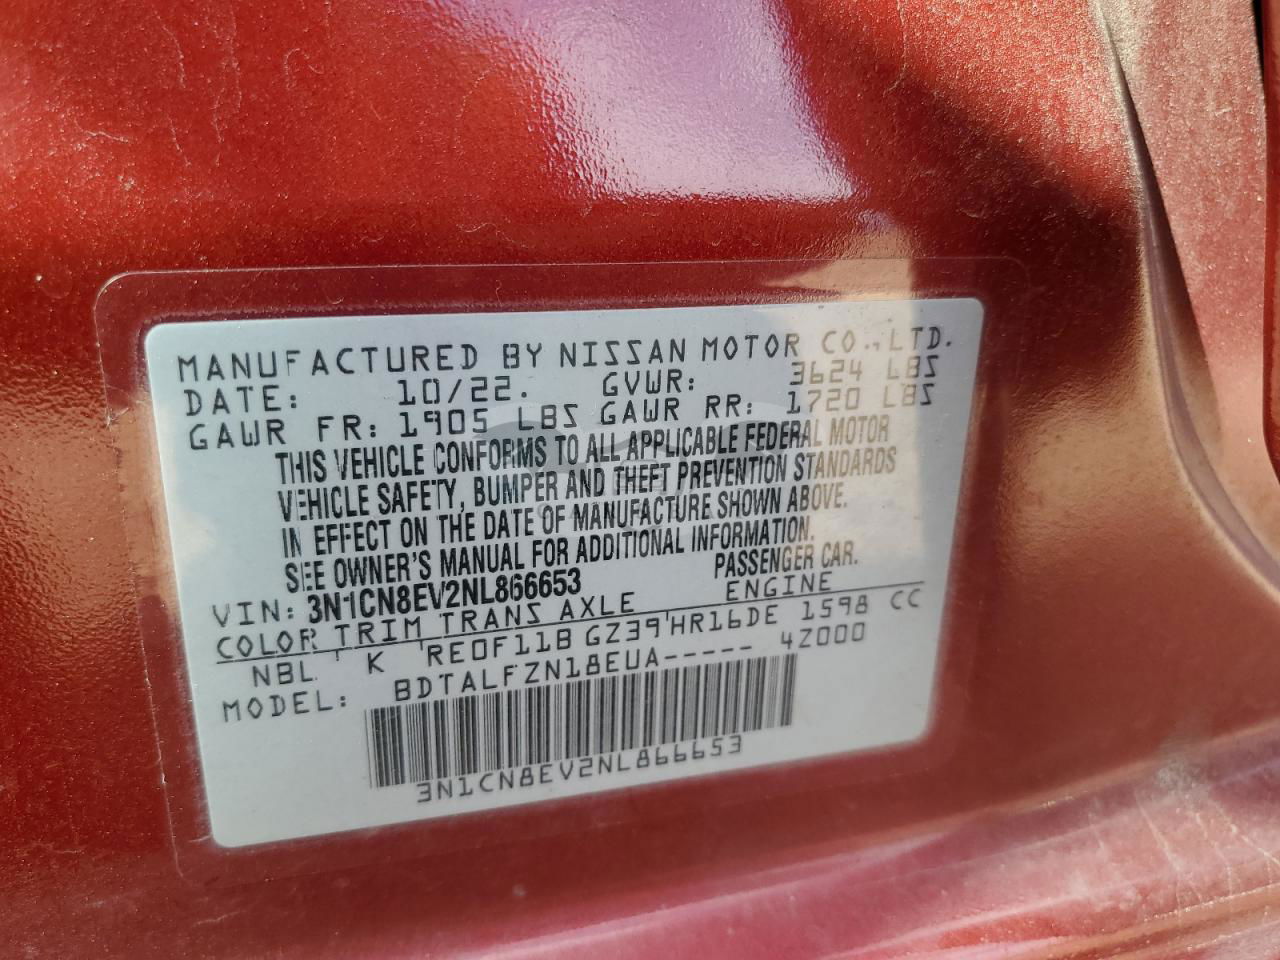 MANUFACTURED BY NISSAN MOTOR CO., LTD.
DATE: 10/22. GVWR: 3624 LBS
GAWR FR: 1905 LBS GAWR RR: 1720 LBS
THIS VEHICLE CONFORMS TO ALL APPLICABLE FEDERAL MOTOR
VEHICLE SAFETY, BUMPER AND THEFT PREVENTION STANDARDS
IN EFFECT ON THE DATE OF MANUFACTURE SHOWN ABOVE.
SEE OWNER'S MANUAL FOR ADDITIONAL INFORMATION.
VIN: 3N1CN8EV2NL866653 PASSENGER CAR.
COLOR TRIM TRANS AXLE ENGINE
NBL K RE0F11B GZ39 HR16DE 1598 CC
MODEL: BDTALFZN18EUA----- 4Z000
3N1CN8EV2NL866653